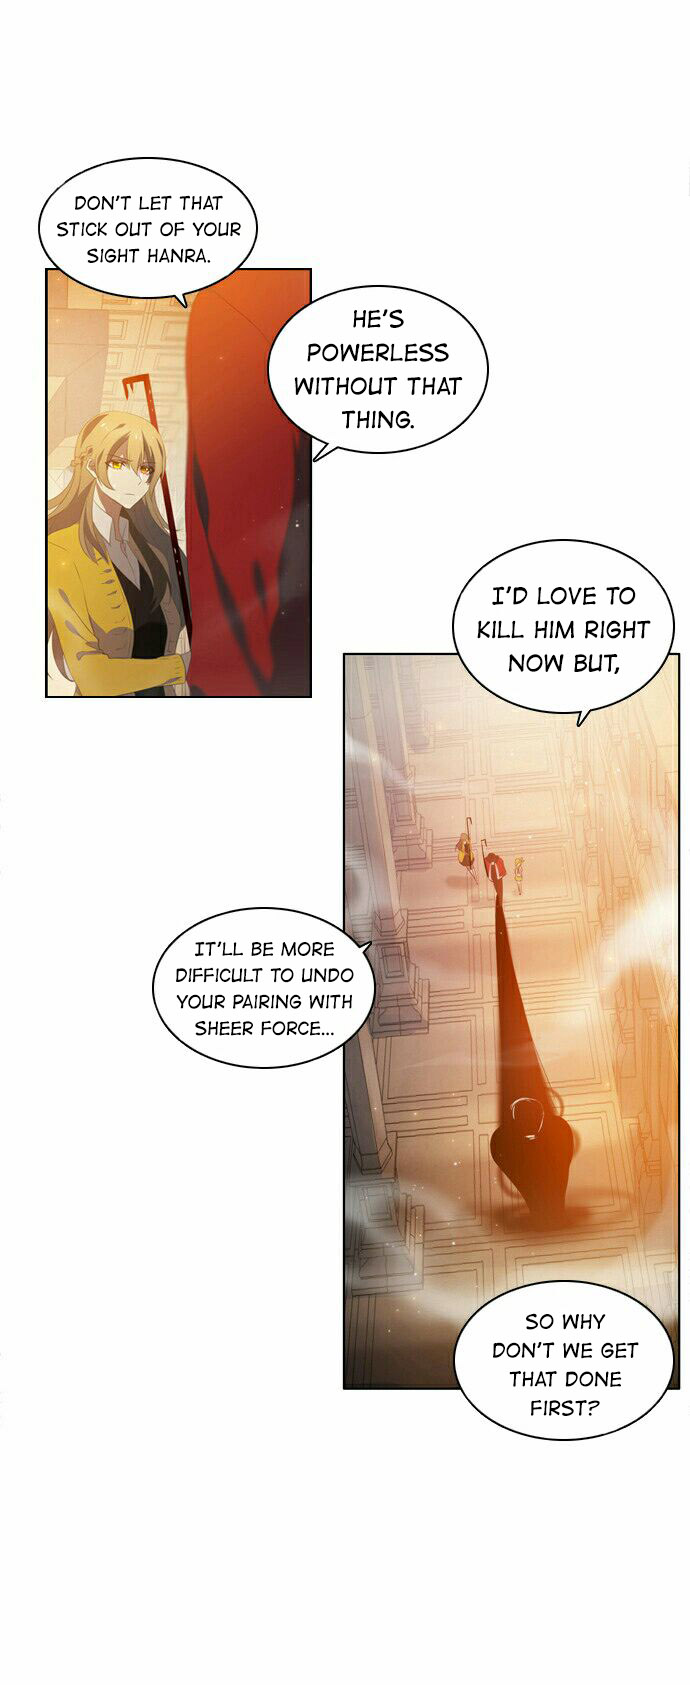 DON'T LET THAT
STICK OUT OF YOUR
SIGHT HANRA.
HE'S
POWERLESS
WITHOUT THAT
THING.
I'D LOVE TO
KILL HIM RIGHT
NOW BUT,
IT'LL BE MORE
DIFFICULT TO UNDO
YOUR PAIRING WITH
SHEER FORCE...
SO WHY
DON'T WE GET
THAT DONE
FIRST?